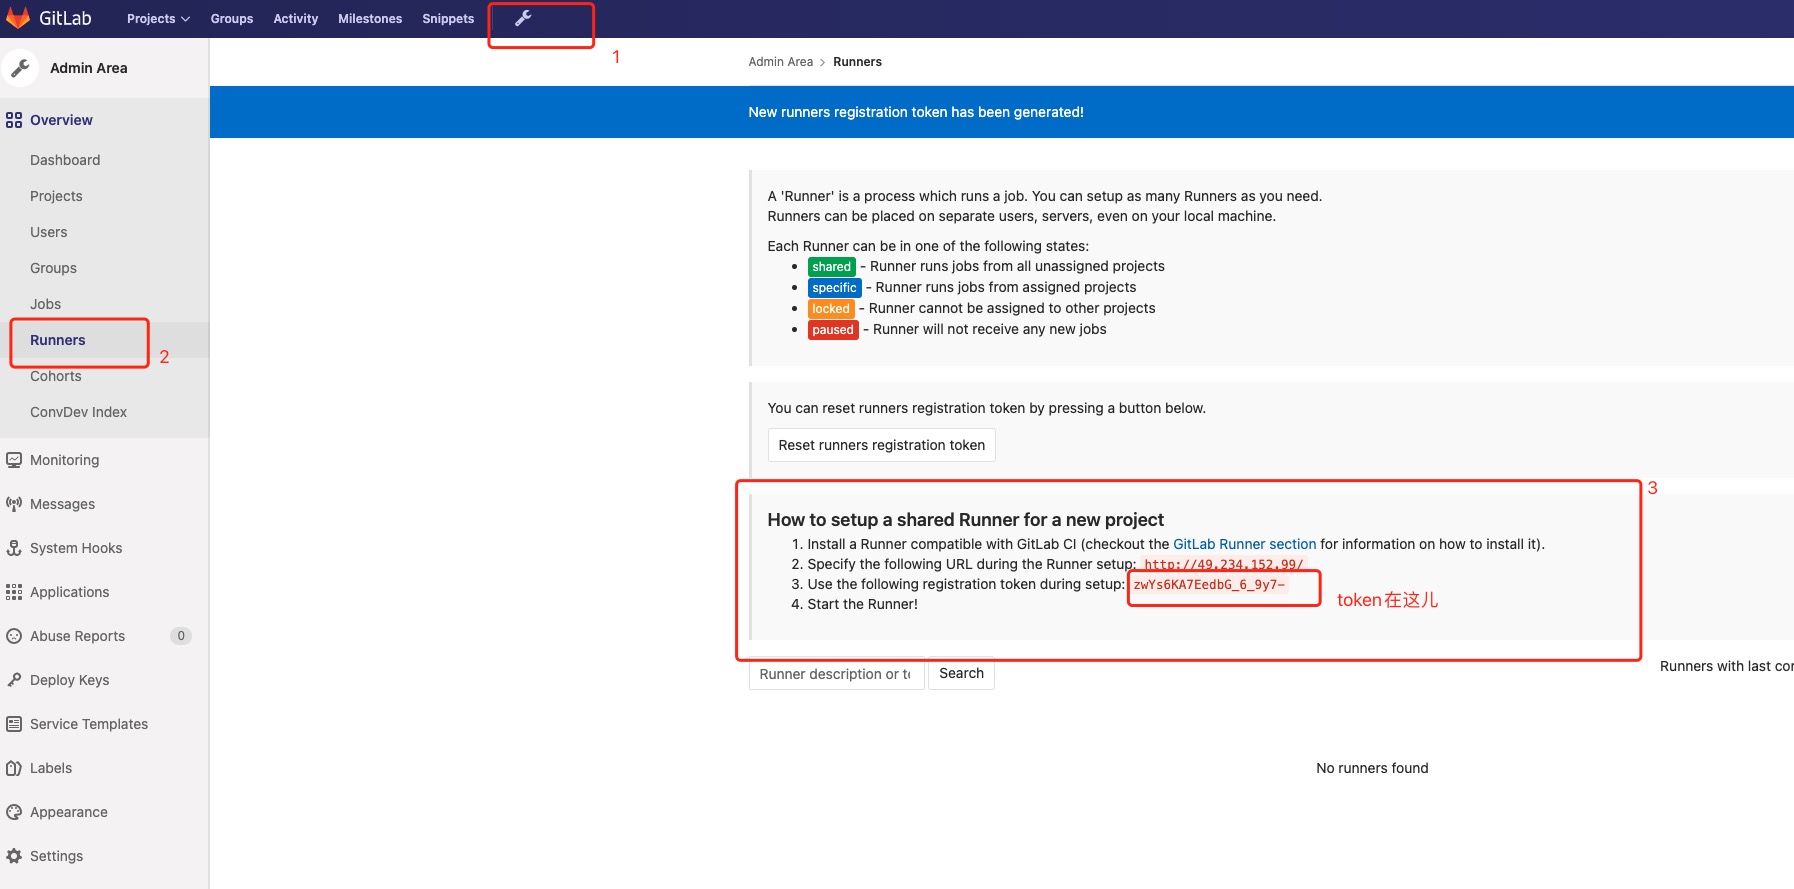 GitLab Projects Groups Activity Milestones Snippets
1
Admin Area
Admin Area > Runners
New runners registration token has been generated!
Overview
Dashboard
Projects
Users
Groups
Jobs
Runners
2
Cohorts
ConvDev Index
Monitoring
Messages
System Hooks
Applications
Abuse Reports 0
Deploy Keys
Service Templates
Labels
Appearance
Settings
A 'Runner' is a process which runs a job. You can setup as many Runners as you need.
Runners can be placed on separate users, servers, even on your local machine.
Each Runner can be in one of the following states:
• shared - Runner runs jobs from all unassigned projects
• specific - Runner runs jobs from assigned projects
• locked - Runner cannot be assigned to other projects
• paused - Runner will not receive any new jobs
You can reset runners registration token by pressing a button below.
Reset runners registration token
3
How to setup a shared Runner for a new project
1. Install a Runner compatible with GitLab CI (checkout the GitLab Runner section for information on how to install it).
2. Specify the following URL during the Runner setup: http://49.234.152.99/
3. Use the following registration token during setup: zwYs6KA7EedbG_6_9y7-
token在这儿
4. Start the Runner!
Runner description or to Search
Runners with last con
No runners found